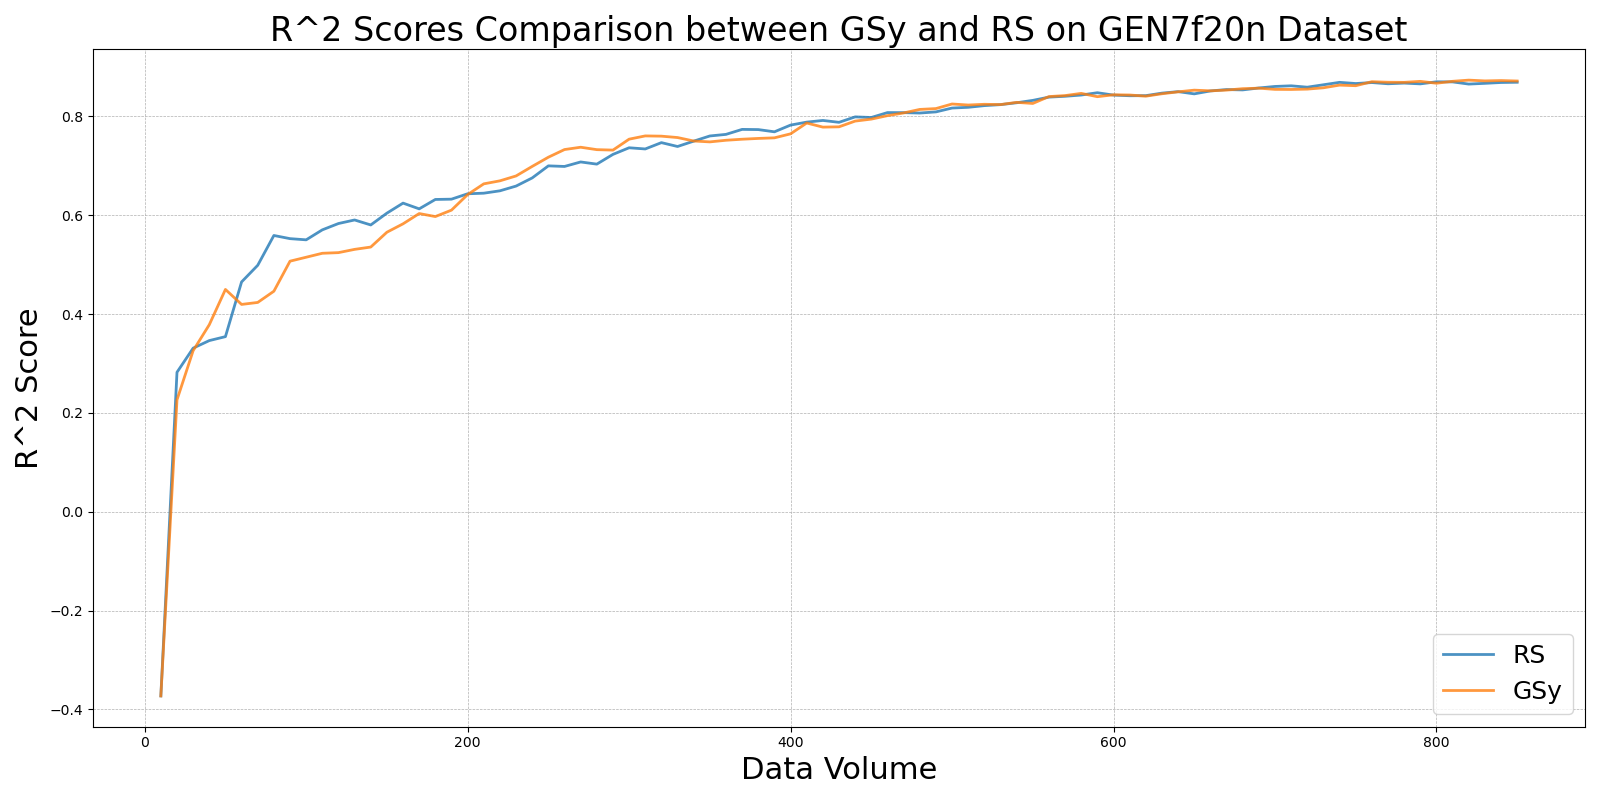 R^2 Scores Comparison between GSy and RS on GEN7f20n Dataset
R^2 Score
0.8
0.6
0.4
0.2
0.0
−0.2
−0.4
0 200 400 600 800
Data Volume
RS
GSy